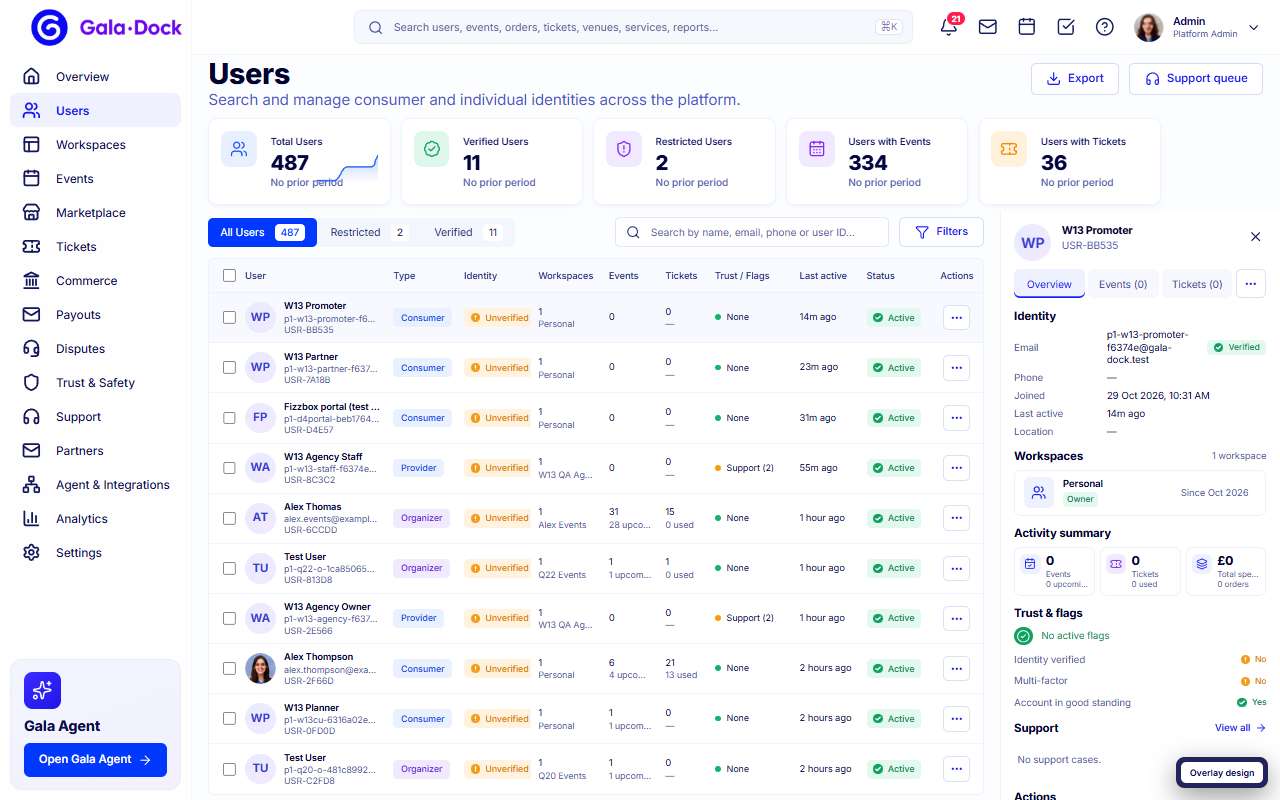 Gala·Dock
Search users, events, orders, tickets, venues, services, reports...
⌘K
21
Admin
Platform Admin
Overview
Users
Workspaces
Events
Marketplace
Tickets
Commerce
Payouts
Disputes
Trust & Safety
Support
Partners
Agent & Integrations
Analytics
Settings
Gala Agent
Open Gala Agent
Users
Search and manage consumer and individual identities across the platform.
Export
Support queue
Total Users
487
No prior period
Verified Users
11
No prior period
Restricted Users
2
No prior period
Users with Events
334
No prior period
Users with Tickets
36
No prior period
All Users 487
Restricted 2
Verified 11
Search by name, email, phone or user ID...
Filters
User Type Identity Workspaces Events Tickets Trust / Flags Last active Status Actions
WP W13 Promoter p1-w13-promoter-f6... USR-BB535 Consumer Unverified 1 Personal 0 0 — None 14m ago Active
WP W13 Partner p1-w13-partner-f637... USR-7A18B Consumer Unverified 1 Personal 0 0 — None 23m ago Active
FP Fizzbox portal (test ... p1-d4portal-beb1764... USR-D4E57 Consumer Unverified 1 Personal 0 0 — None 31m ago Active
WA W13 Agency Staff p1-w13-staff-f6374e... USR-8C3C2 Provider Unverified 1 W13 QA Ag... 0 0 — Support (2) 55m ago Active
AT Alex Thomas alex.events@exampl... USR-6CCDD Organizer Unverified 1 Alex Events 31 28 upco... 15 0 used None 1 hour ago Active
TU Test User p1-q22-o-1ca85065... USR-813D8 Organizer Unverified 1 Q22 Events 1 1 upcom... 1 0 used None 1 hour ago Active
WA W13 Agency Owner p1-w13-agency-f637... USR-2E566 Provider Unverified 1 W13 QA Ag... 0 0 — Support (2) 1 hour ago Active
Alex Thompson alex.thompson@exa... USR-2F66D Consumer Unverified 1 Personal 6 4 upco... 21 13 used None 2 hours ago Active
WP W13 Planner p1-w13cu-6316a02e... USR-0FD0D Consumer Unverified 1 Personal 1 1 upcom... 0 — None 2 hours ago Active
TU Test User p1-q20-o-481c8992... USR-C2FD8 Organizer Unverified 1 Q20 Events 1 1 upcom... 0 — None 2 hours ago Active
WP
W13 Promoter
USR-BB535
Overview
Events (0)
Tickets (0)
Identity
Email p1-w13-promoter-f6374e@gala-dock.test Verified
Phone —
Joined 29 Oct 2026, 10:31 AM
Last active 14m ago
Location —
Workspaces 1 workspace
Personal
Owner
Since Oct 2026
Activity summary
0 Events 0 upcomi...
0 Tickets 0 used
£0 Total spe... 0 orders
Trust & flags
No active flags
Identity verified No
Multi-factor No
Account in good standing Yes
Support View all
No support cases.
Overlay design
Actions